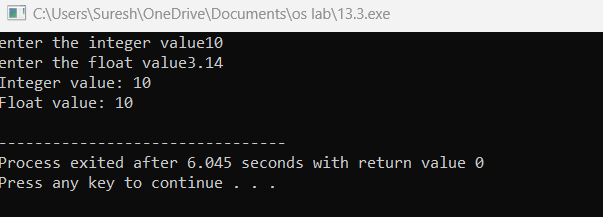 C:\Users\Suresh\OneDrive\Documents\os lab\13.3.exe
enter the integer value10
enter the float value3.14
Integer value: 10
Float value: 10
--------------------------------
Process exited after 6.045 seconds with return value 0
Press any key to continue . . .